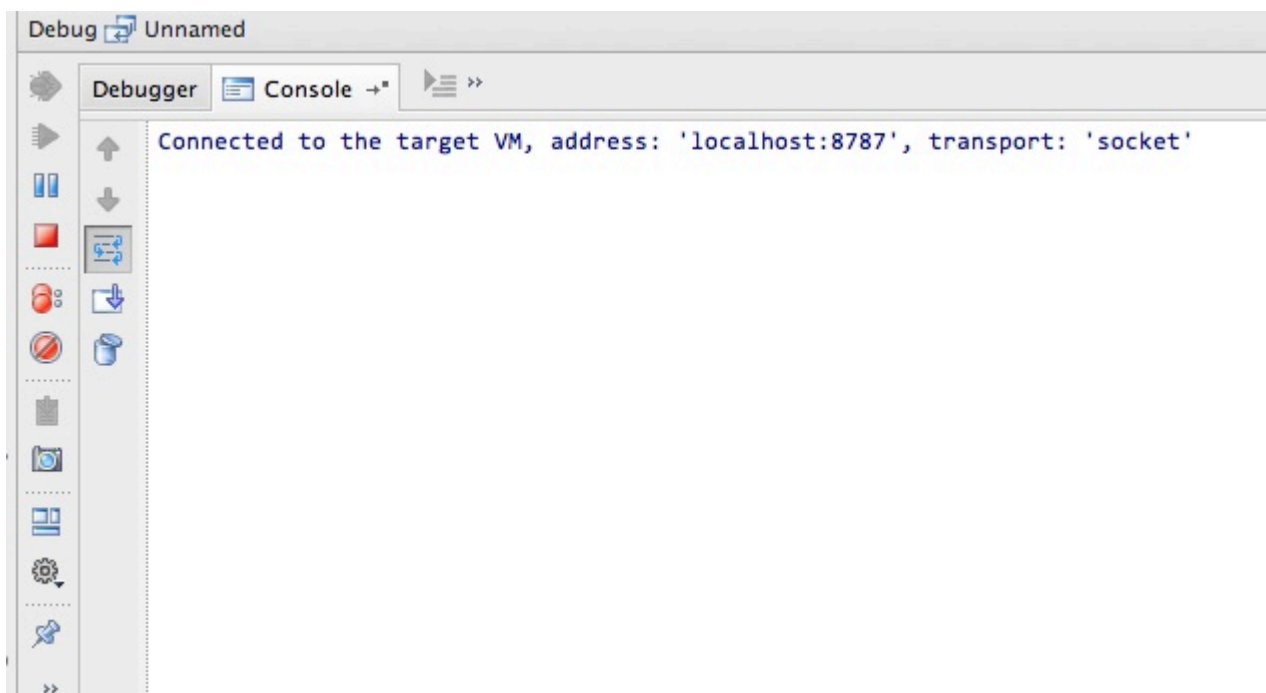 Debug Unnamed
Debugger Console
Connected to the target VM, address: 'localhost:8787', transport: 'socket'